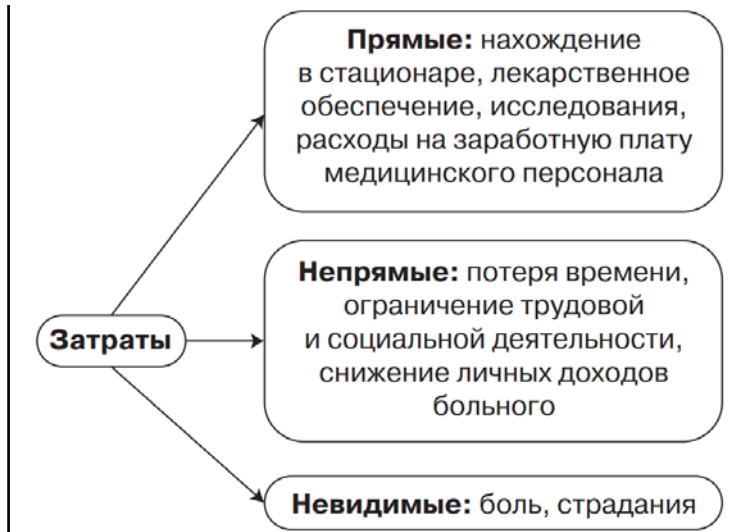 Прямые: нахождение
в стационаре, лекарственное
обеспечение, исследования,
расходы на заработную плату
медицинского персонала
Затраты
Непрямые: потеря времени,
ограничение трудовой
и социальной деятельности,
снижение личных доходов
больного
Невидимые: боль, страдания